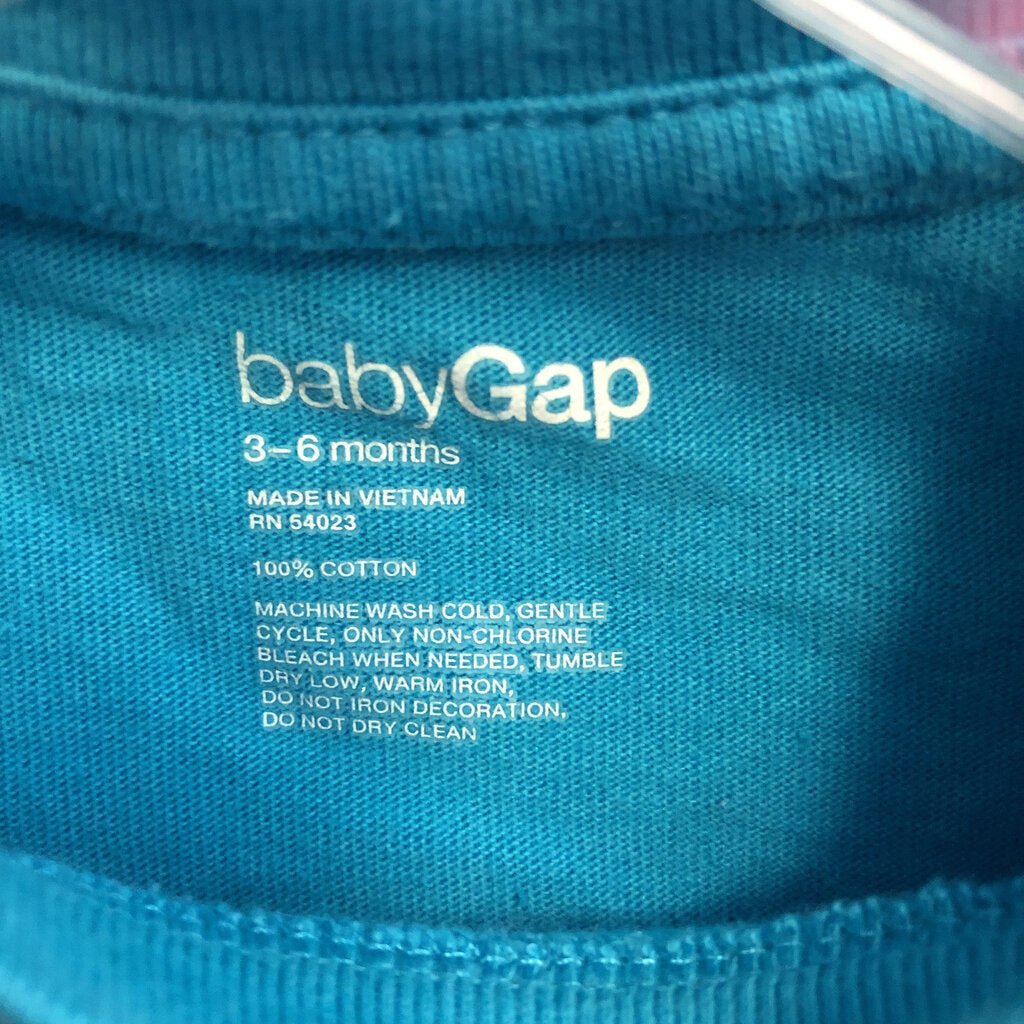 babyGap
3–6 months
MADE IN VIETNAM
RN 54023
100% COTTON
MACHINE WASH COLD, GENTLE
CYCLE, ONLY NON-CHLORINE
BLEACH WHEN NEEDED, TUMBLE
DRY LOW, WARM IRON,
DO NOT IRON DECORATION,
DO NOT DRY CLEAN